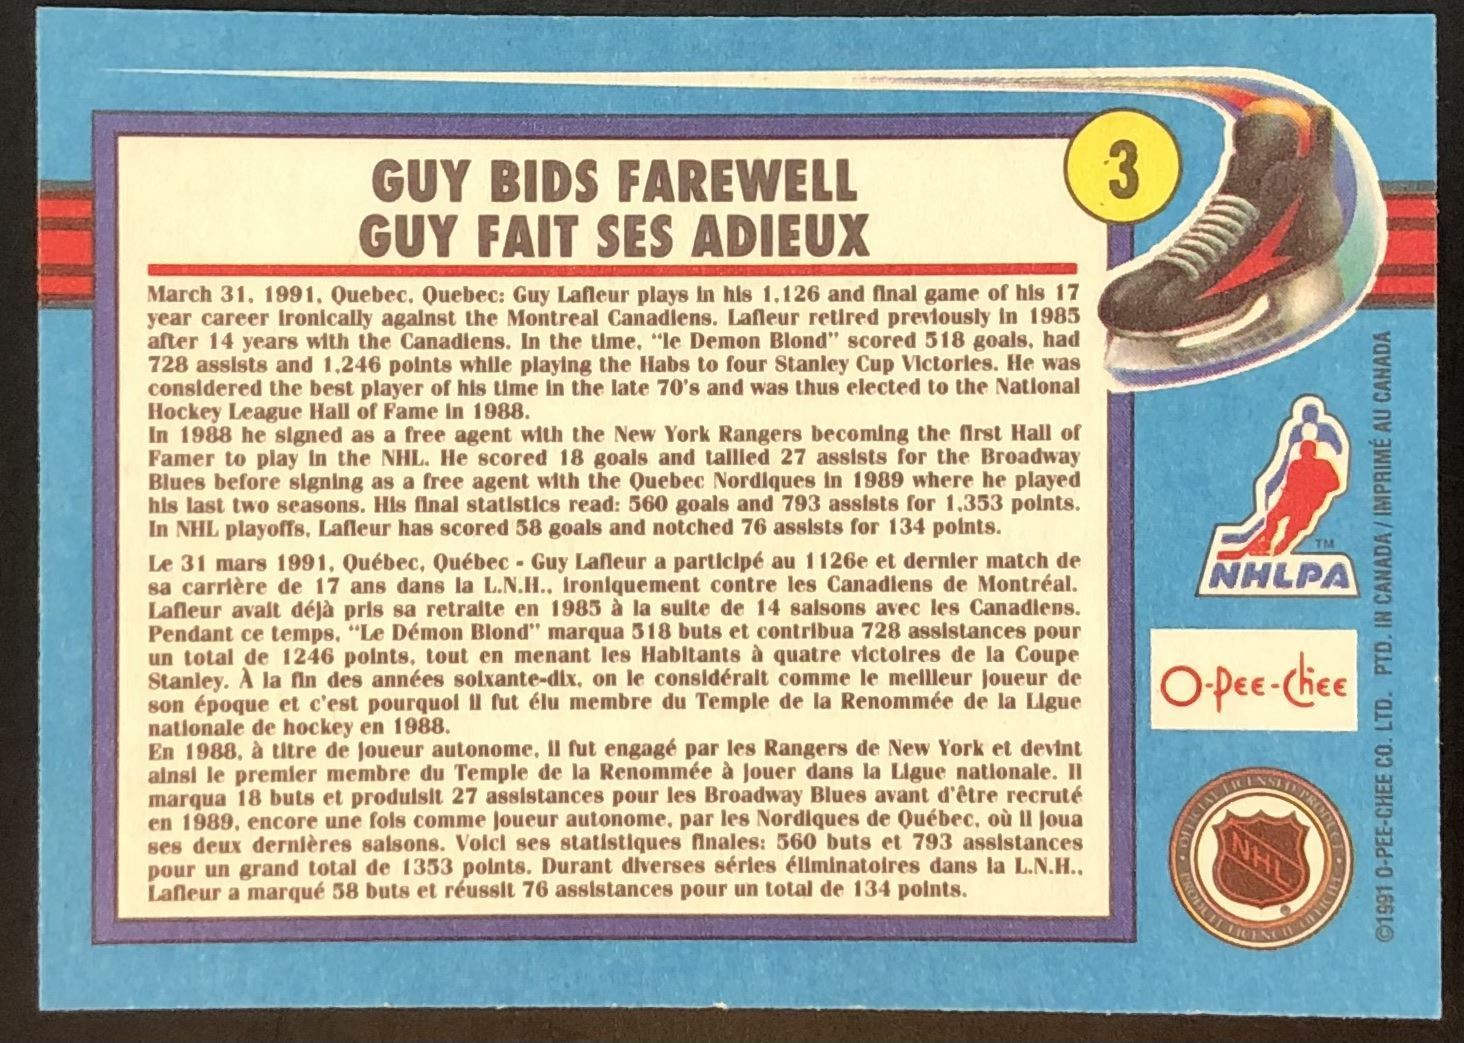 GUY BIDS FAREWELL
GUY FAIT SES ADIEUX
3
March 31, 1991, Quebec, Quebec: Guy Lafleur plays in his 1,126 and final game of his 17
year career ironically against the Montreal Canadiens. Lafleur retired previously in 1985
after 14 years with the Canadiens. In the time, "le Demon Blond" scored 518 goals, had
728 assists and 1,246 points while playing the Habs to four Stanley Cup Victories. He was
considered the best player of his time in the late 70's and was thus elected to the National
Hockey League Hall of Fame in 1988.
In 1988 he signed as a free agent with the New York Rangers becoming the first Hall of
Famer to play in the NHL. He scored 18 goals and tallied 27 assists for the Broadway
Blues before signing as a free agent with the Quebec Nordiques in 1989 where he played
his last two seasons. His final statistics read: 560 goals and 793 assists for 1,353 points.
In NHL playoffs, Lafleur has scored 58 goals and notched 76 assists for 134 points.
Le 31 mars 1991, Québec, Québec - Guy Lafleur a participé au 1126e et dernier match de
sa carrière de 17 ans dans la L.N.H., ironiquement contre les Canadiens de Montréal.
Lafleur avait déjà pris sa retraite en 1985 à la suite de 14 saisons avec les Canadiens.
Pendant ce temps, "Le Démon Blond" marqua 518 buts et contribua 728 assistances pour
un total de 1246 points, tout en menant les Habitants à quatre victoires de la Coupe
Stanley. À la fin des années soixante-dix, on le considérait comme le meilleur joueur de
son époque et c'est pourquoi il fut élu membre du Temple de la Renommée de la Ligue
nationale de hockey en 1988.
En 1988, à titre de joueur autonome, il fut engagé par les Rangers de New York et devint
ainsi le premier membre du Temple de la Renommée à jouer dans la Ligue nationale. Il
marqua 18 buts et produisit 27 assistances pour les Broadway Blues avant d'être recruté
en 1989, encore une fois comme joueur autonome, par les Nordiques de Québec, où il joua
ses deux dernières saisons. Voici ses statistiques finales: 560 buts et 793 assistances
pour un grand total de 1353 points. Durant diverses séries éliminatoires dans la L.N.H.,
Lafleur a marqué 58 buts et réussit 76 assistances pour un total de 134 points.
TM
NHLPA
O-Pee-Chee
OFFICIAL LICENSED PRODUCT
NHL
®
PRODUIT LICENCIÉ OFFICIEL
©1991 O-PEE-CHEE CO. LTD. PTD. IN CANADA / IMPRIMÉ AU CANADA